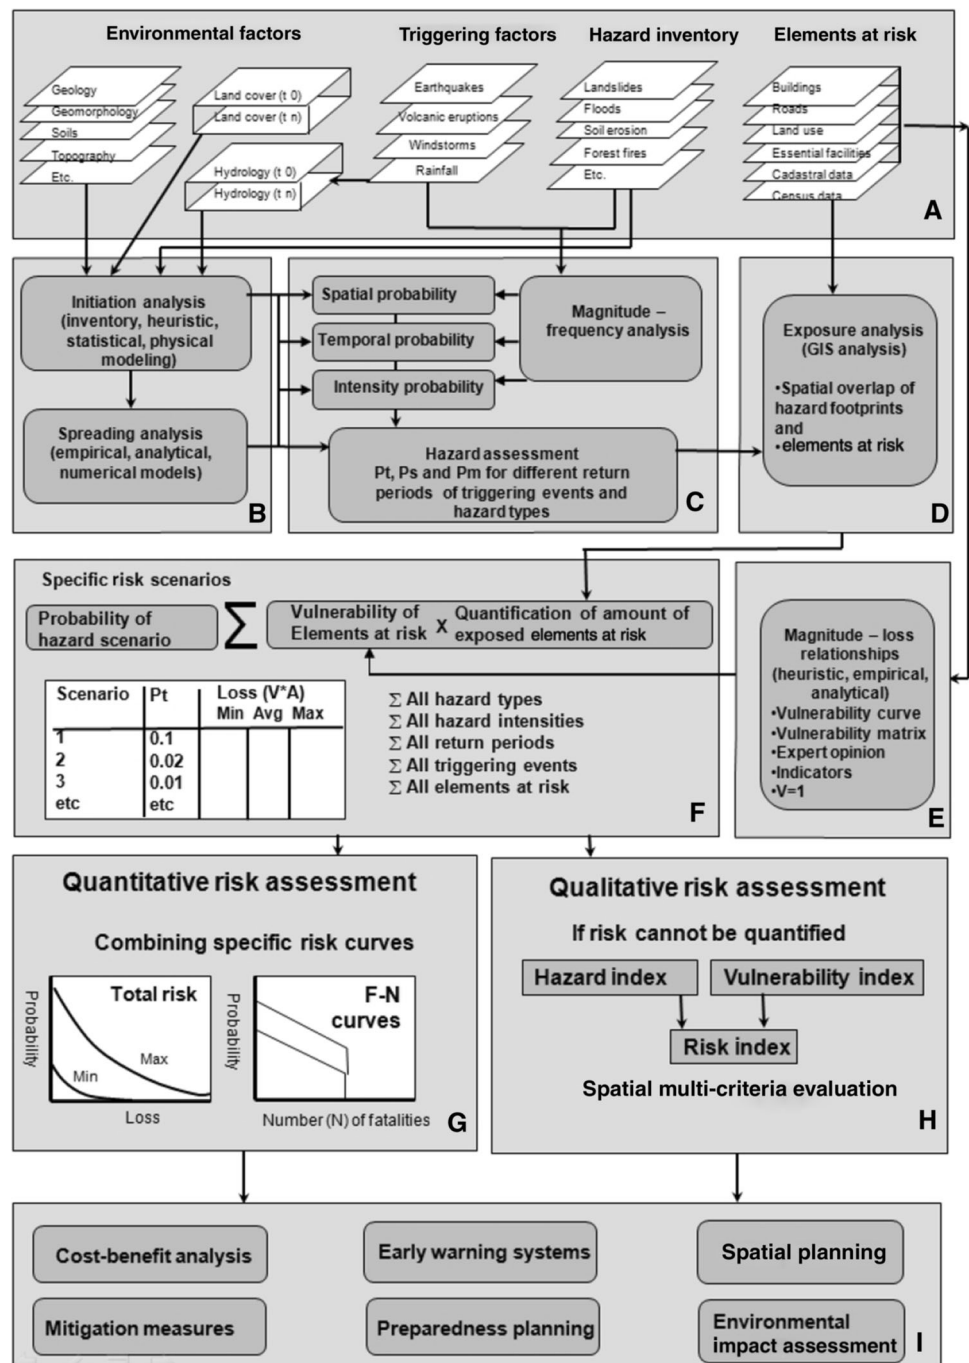 Environmental factors
Triggering factors
Hazard inventory
Elements at risk
Geology
Geomorphology
Soils
Topography
Etc.
Land cover (t 0)
Land cover (t n)
Hydrology (t 0)
Hydrology (t n)
Earthquakes
Volcanic eruptions
Windstorms
Rainfall
Landslides
Floods
Soil erosion
Forest fires
Etc.
Buildings
Roads
Land use
Essential facilities
Cadastral data
Census data
A
Initiation analysis
(inventory, heuristic,
statistical, physical
modeling)
Spreading analysis
(empirical, analytical,
numerical models)
B
Spatial probability
Temporal probability
Intensity probability
Magnitude –
frequency analysis
Hazard assessment
Pt, Ps and Pm for different return
periods of triggering events and
hazard types
C
Exposure analysis
(GIS analysis)
•Spatial overlap of
hazard footprints
and
•elements at risk
D
Specific risk scenarios
Probability of
hazard scenario
Σ
Vulnerability of
Elements at risk
X
Quantification of amount of
exposed elements at risk
Scenario Pt Loss (V*A)
Min Avg Max
1 0.1
2 0.02
3 0.01
etc etc
Σ All hazard types
Σ All hazard intensities
Σ All return periods
Σ All triggering events
Σ All elements at risk
F
Magnitude – loss
relationships
(heuristic, empirical,
analytical)
•Vulnerability curve
•Vulnerability matrix
•Expert opinion
•Indicators
•V=1
E
Quantitative risk assessment
Combining specific risk curves
Probability
Total risk
Max
Min
Loss
Probability
F-N
curves
Number (N) of fatalities
G
Qualitative risk assessment
If risk cannot be quantified
Hazard index
Vulnerability index
Risk index
Spatial multi-criteria evaluation
H
Cost-benefit analysis
Early warning systems
Spatial planning
Mitigation measures
Preparedness planning
Environmental
impact assessment
I